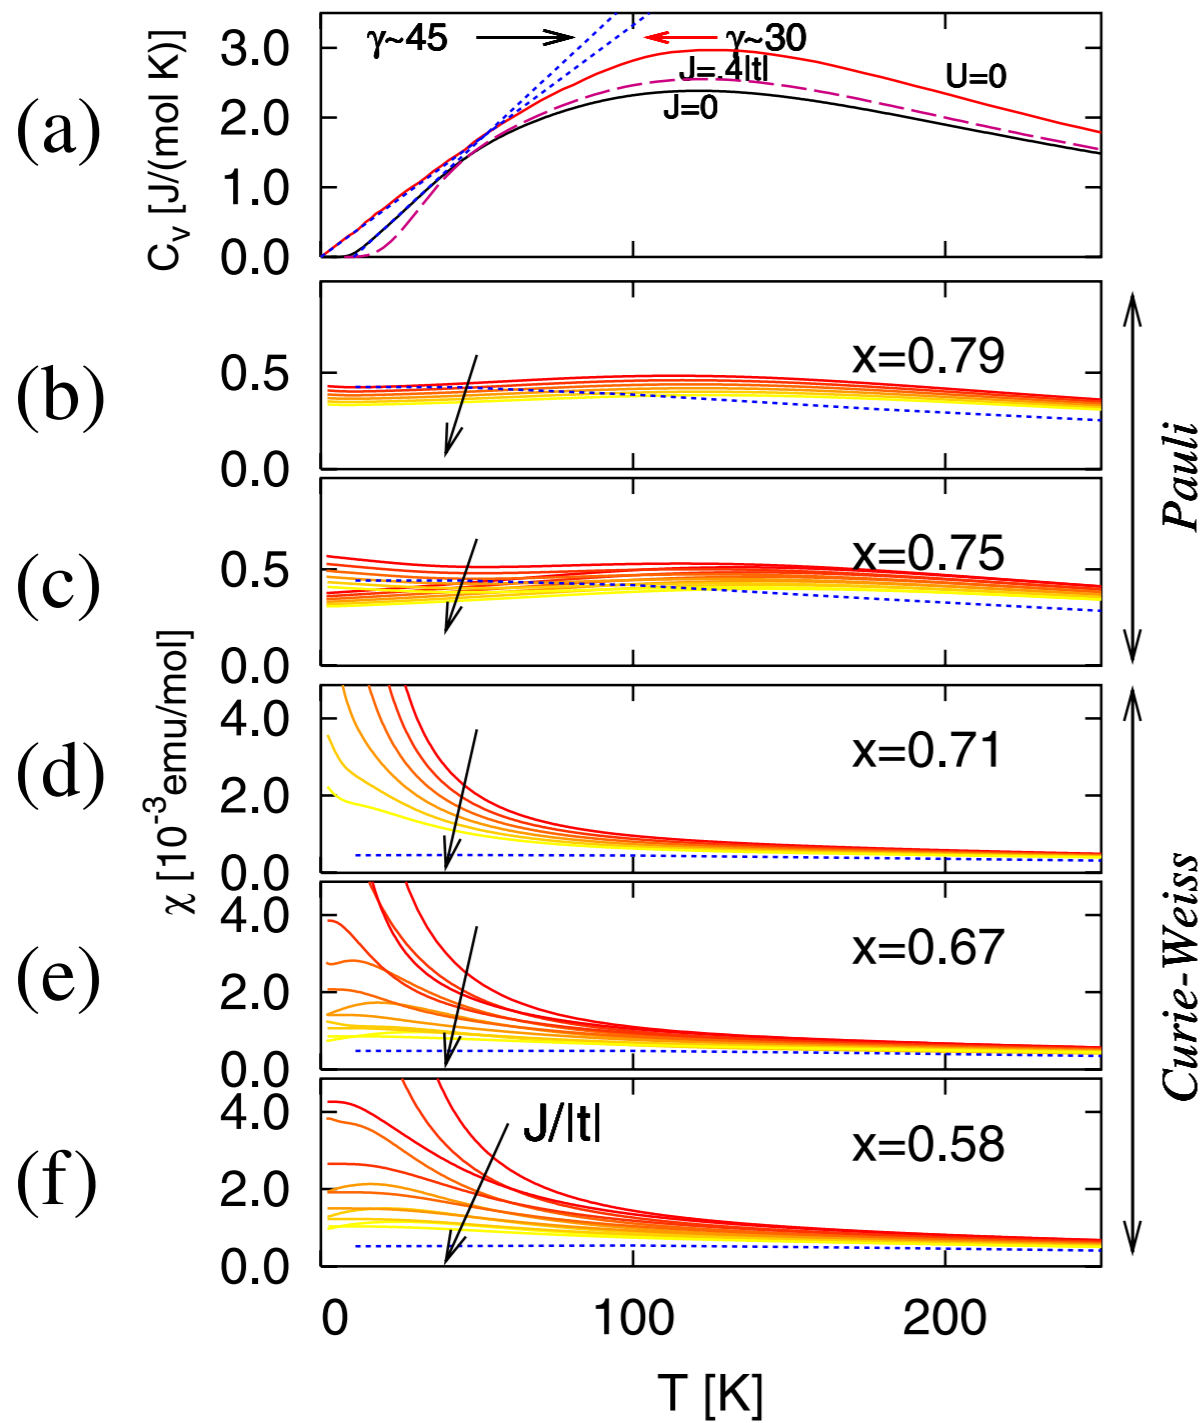 (a)
C_v [J/(mol K)]
3.0
2.0
1.0
0.0
γ~45
γ~30
J=.4|t|
J=0
U=0
(b)
0.5
0.0
x=0.79
(c)
0.5
0.0
x=0.75
Pauli
χ [10^-3 emu/mol]
(d)
4.0
2.0
0.0
x=0.71
(e)
4.0
2.0
0.0
x=0.67
(f)
4.0
2.0
0.0
J/|t|
x=0.58
Curie-Weiss
0 100 200
T [K]